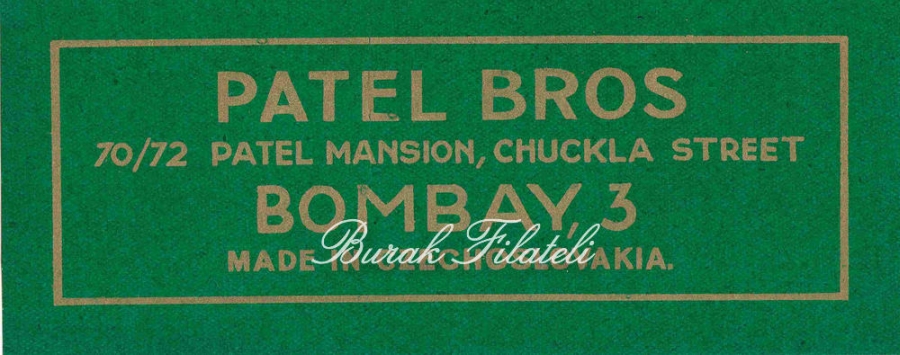 PATEL BROS
70/72 PATEL MANSION, CHUCKLA STREET
BOMBAY, 3
Burak Filateli
MADE IN CZECHOSLOVAKIA.